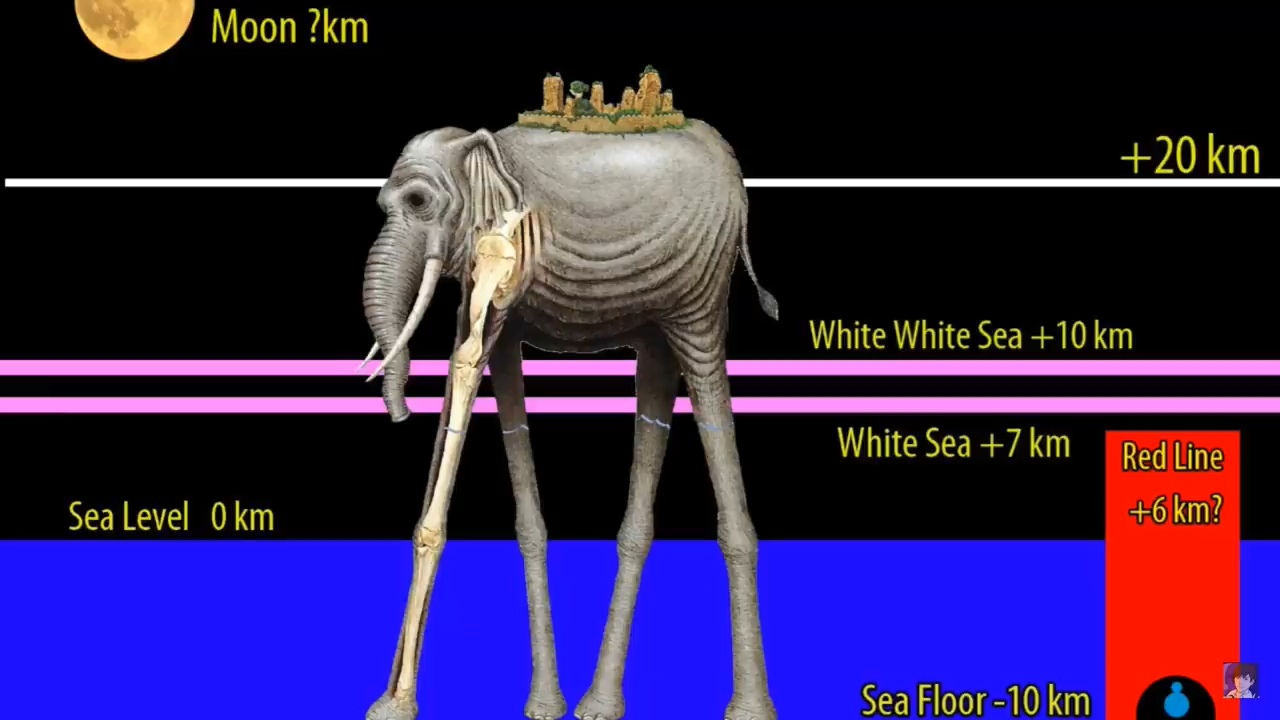 Moon ?km
+20 km
White White Sea +10 km
White Sea +7 km
Red Line
+6 km?
Sea Level 0 km
Sea Floor -10 km